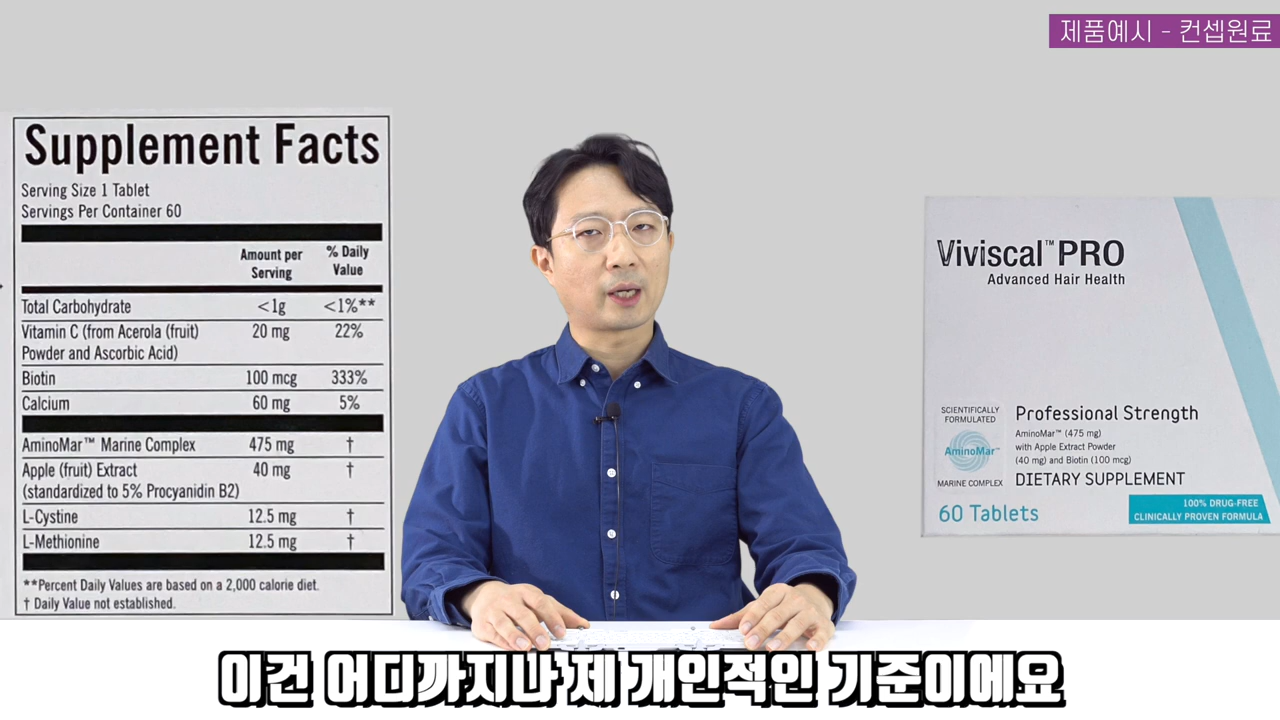 제품예시 - 컨셉원료
Supplement Facts
Serving Size 1 Tablet
Servings Per Container 60
Amount per Serving
% Daily Value
Total Carbohydrate <1g <1%**
Vitamin C (from Acerola (fruit) 20 mg 22%
Powder and Ascorbic Acid)
Biotin 100 mcg 333%
Calcium 60 mg 5%
AminoMar™ Marine Complex 475 mg †
Apple (fruit) Extract 40 mg †
(standardized to 5% Procyanidin B2)
L-Cystine 12.5 mg †
L-Methionine 12.5 mg †
**Percent Daily Values are based on a 2,000 calorie diet.
† Daily Value not established.
Viviscal™ PRO
Advanced Hair Health
SCIENTIFICALLY
FORMULATED
AminoMar™
MARINE COMPLEX
Professional Strength
AminoMar™ (475 mg)
with Apple Extract Powder
(40 mg) and Biotin (100 mcg)
DIETARY SUPPLEMENT
60 Tablets
100% DRUG-FREE
CLINICALLY PROVEN FORMULA
이건 어디까지나 제 개인적인 기준이에요